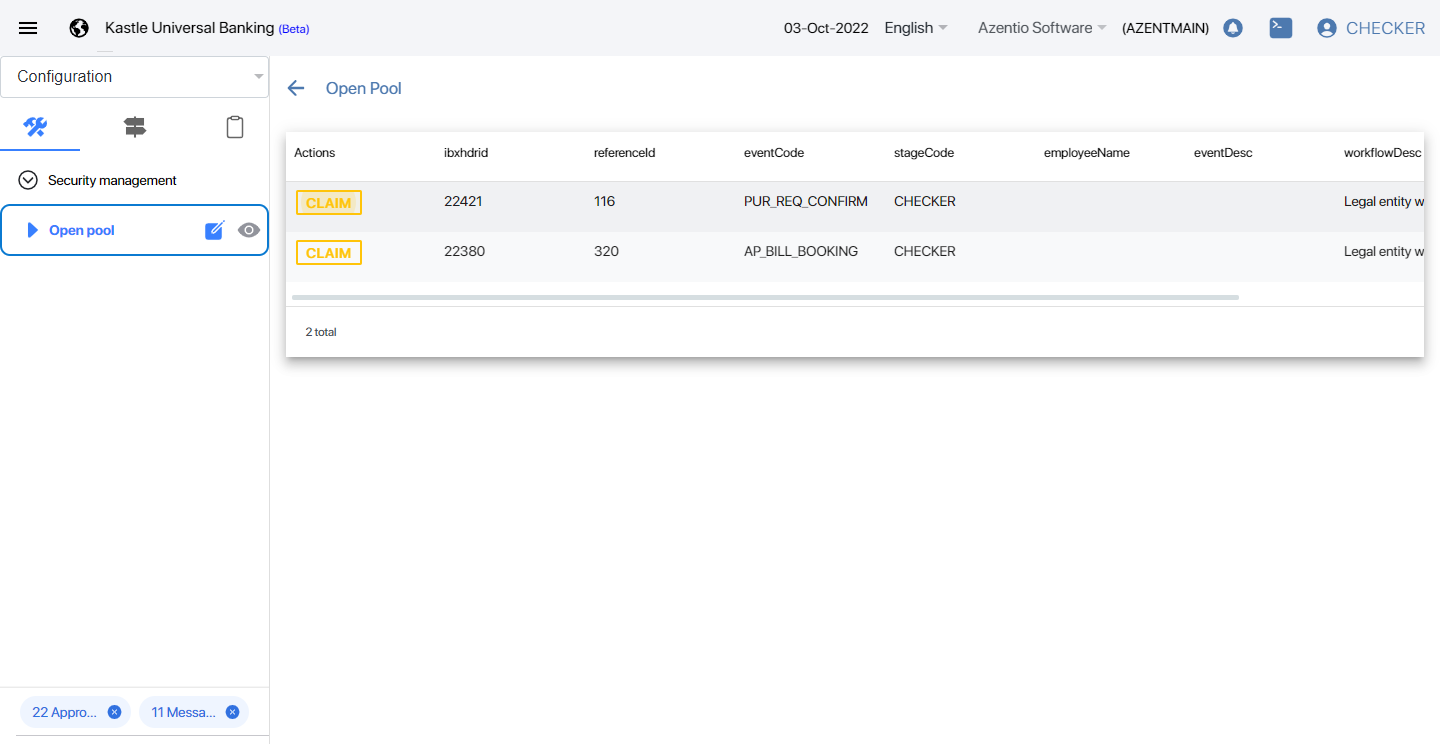 Kastle Universal Banking (Beta)
03-Oct-2022 English Azentio Software (AZENTMAIN) CHECKER
Configuration
Security management
Open pool
22 Appro... 11 Messa...
Open Pool
Actions ibxhdrid referenceId eventCode stageCode employeeName eventDesc workflowDesc
CLAIM 22421 116 PUR_REQ_CONFIRM CHECKER Legal entity w
CLAIM 22380 320 AP_BILL_BOOKING CHECKER Legal entity w
2 total